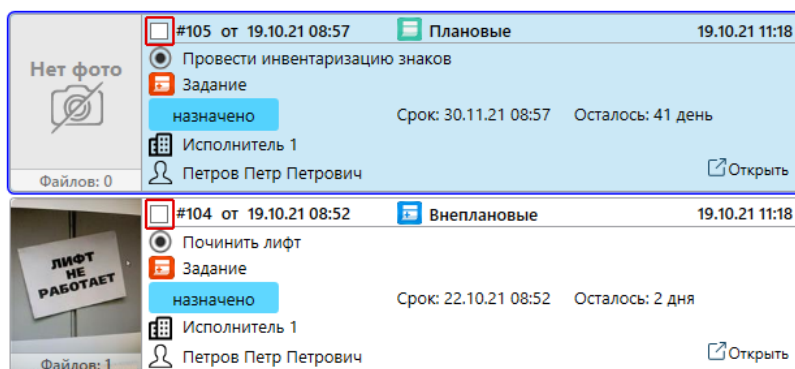 #105 от 19.10.21 08:57 Плановые 19.10.21 11:18
Нет фото
Провести инвентаризацию знаков
Задание
назначено Срок: 30.11.21 08:57 Осталось: 41 день
Исполнитель 1
Петров Петр Петрович Открыть
Файлов: 0
#104 от 19.10.21 08:52 Внеплановые 19.10.21 11:18
Починить лифт
ЛИФТ
НЕ
РАБОТАЕТ
Задание
назначено Срок: 22.10.21 08:52 Осталось: 2 дня
Исполнитель 1
Петров Петр Петрович Открыть
Файлов: 1